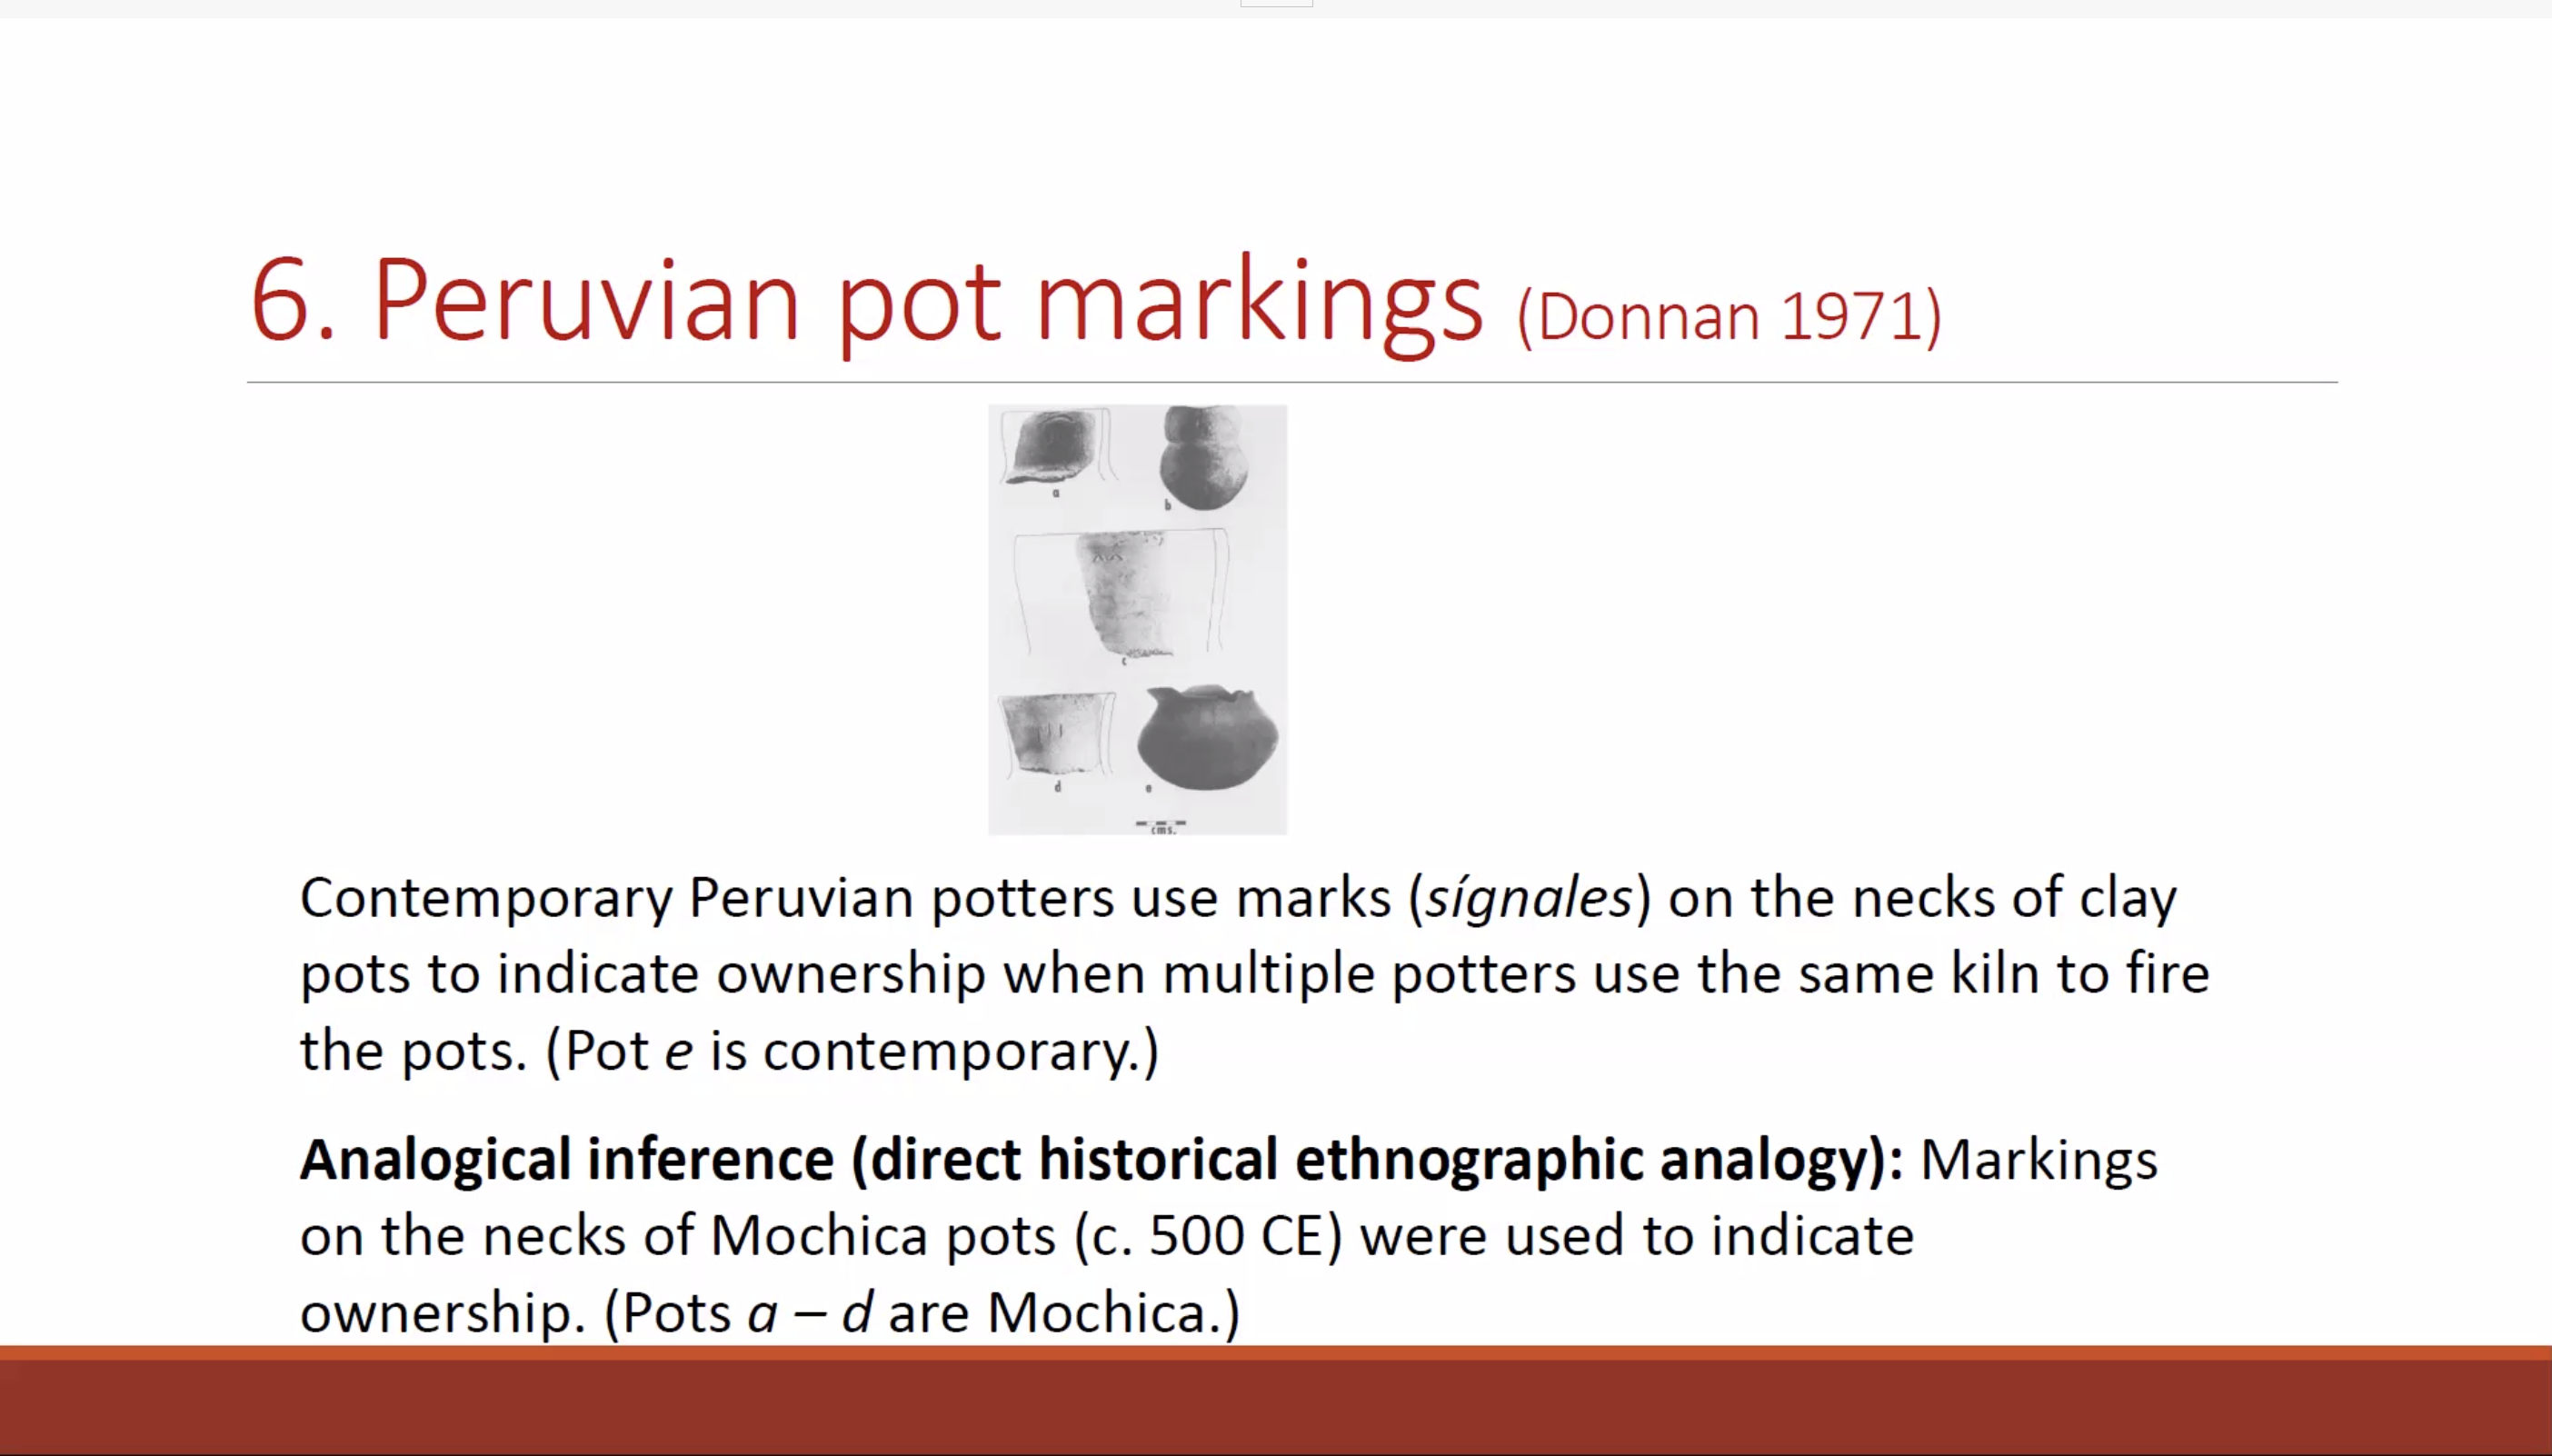 6. Peruvian pot markings (Donnan 1971)
a
b
c
d
e
cms.
Contemporary Peruvian potters use marks (sígnales) on the necks of clay
pots to indicate ownership when multiple potters use the same kiln to fire
the pots. (Pot e is contemporary.)
Analogical inference (direct historical ethnographic analogy): Markings
on the necks of Mochica pots (c. 500 CE) were used to indicate
ownership. (Pots a – d are Mochica.)